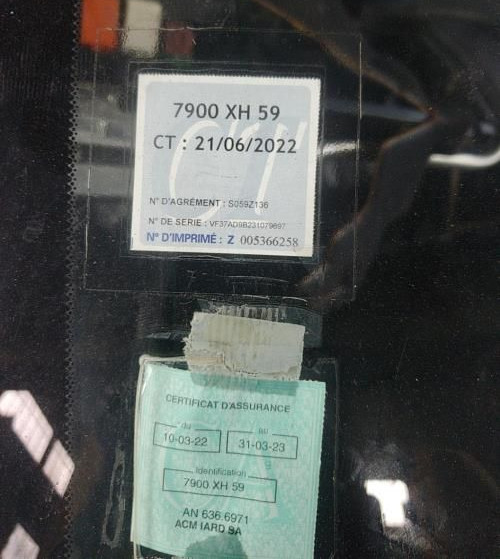 7900 XH 59
CT : 21/06/2022
N° D'AGRÉMENT : S059Z136
N° DE SERIE : VF37AD9B231079697
N° D'IMPRIMÉ : Z 005366258
CERTIFICAT D'ASSURANCE
du au
10-03-22 31-03-23
Identification
7900 XH 59
AN 636.6971
ACM IARD SA